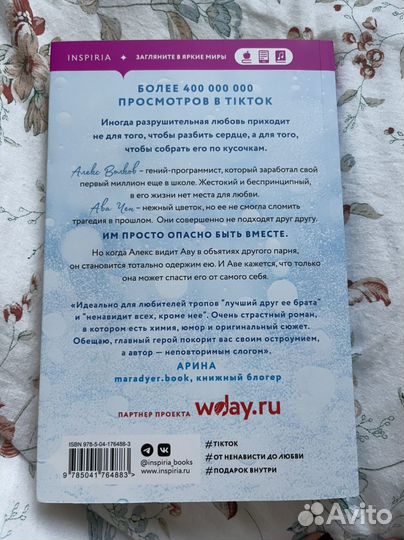 INSPIRIA ✦ ЗАГЛЯНИТЕ В ЯРКИЕ МИРЫ
БОЛЕЕ 400 000 000
ПРОСМОТРОВ В TIKTOK
Иногда разрушительная любовь приходит
не для того, чтобы разбить сердце, а для того,
чтобы собрать его по кусочкам.
Алекс Волков – гений-программист, который заработал свой
первый миллион еще в школе. Жестокий и беспринципный,
в его жизни нет места для любви.
Ава Чен – нежный цветок, но ее не смогла сломить
трагедия в прошлом. Они совершенно не подходят друг другу.
ИМ ПРОСТО ОПАСНО БЫТЬ ВМЕСТЕ.
Но когда Алекс видит Аву в объятиях другого парня,
он становится тотально одержим ею. И Аве кажется, что только
она может спасти его от самого себя.
«Идеально для любителей тропов "лучший друг ее брата"
и "ненавидит всех, кроме нее". Очень страстный роман,
в котором есть химия, юмор и оригинальный сюжет.
Обещаю, главный герой покорит вас своим остроумием,
а автор — неповторимым слогом».
АРИНА
maradyer.book, книжный блогер
ПАРТНЕР ПРОЕКТА wday.ru
ISBN 978-5-04-176488-3
9 785041 764883 >
@inspiria_books
www.inspiria.ru
#TIKTOK
#ОТ НЕНАВИСТИ ДО ЛЮБВИ
#ПОДАРОК ВНУТРИ
Avito